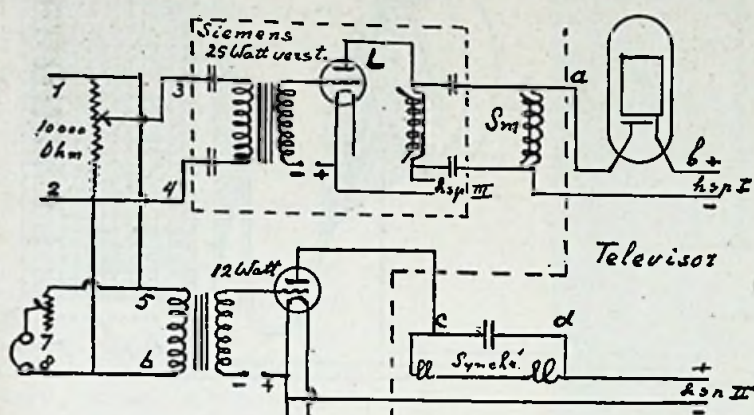 Siemens
25 Watt verst.
1
3
L
a
10000
Ohm
Sm
b +
2
4
- +
hsp III
hsp I
-
Televisor
12 Watt
5
c
d
7
8
6
- +
Synchr.
+
hsp II
-